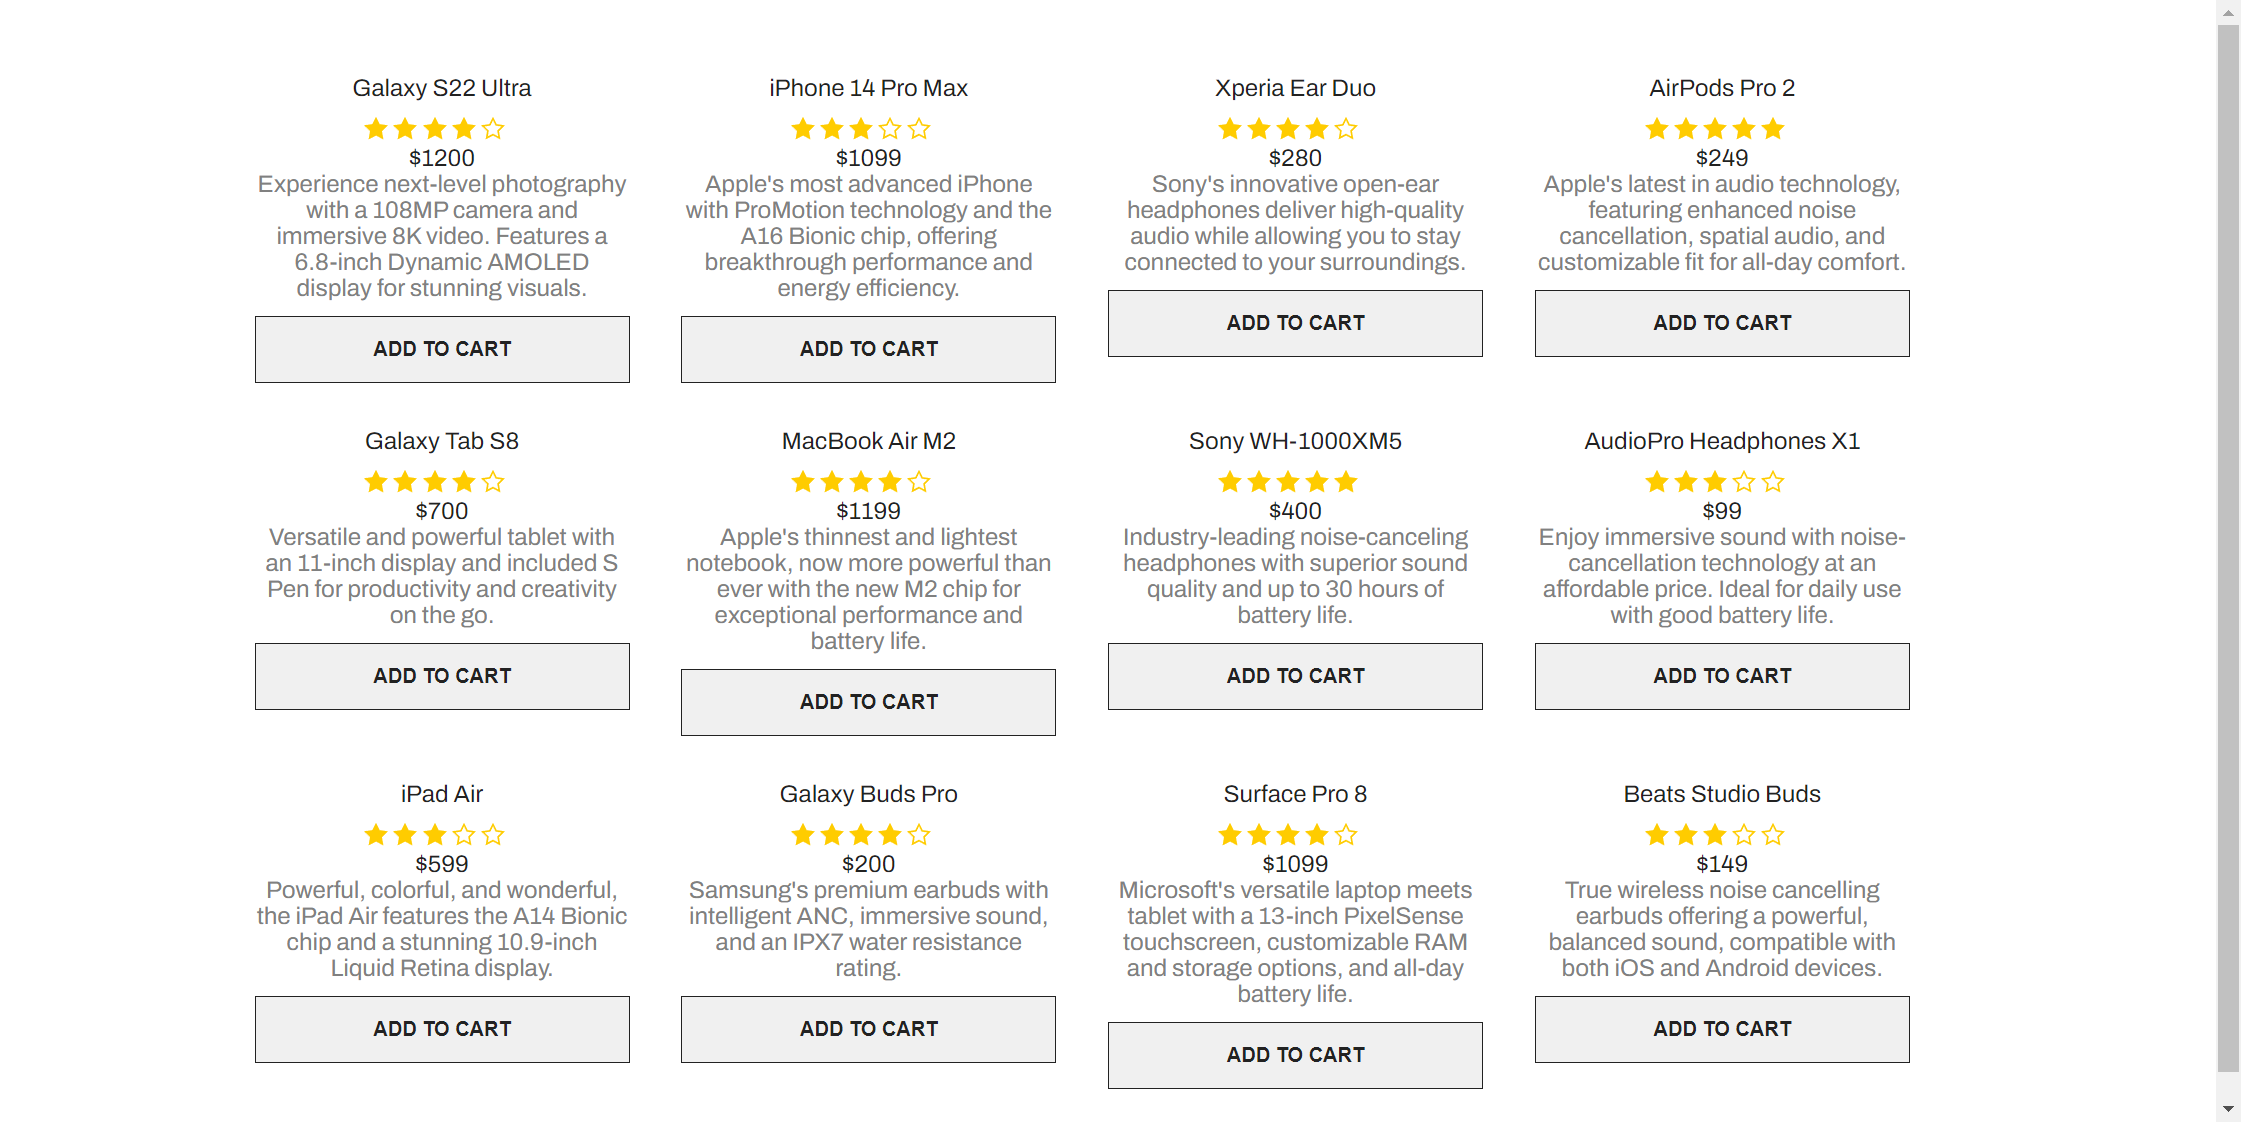 Galaxy S22 Ultra
$1200
Experience next-level photography
with a 108MP camera and
immersive 8K video. Features a
6.8-inch Dynamic AMOLED
display for stunning visuals.
ADD TO CART
iPhone 14 Pro Max
$1099
Apple's most advanced iPhone
with ProMotion technology and the
A16 Bionic chip, offering
breakthrough performance and
energy efficiency.
ADD TO CART
Xperia Ear Duo
$280
Sony's innovative open-ear
headphones deliver high-quality
audio while allowing you to stay
connected to your surroundings.
ADD TO CART
AirPods Pro 2
$249
Apple's latest in audio technology,
featuring enhanced noise
cancellation, spatial audio, and
customizable fit for all-day comfort.
ADD TO CART
Galaxy Tab S8
$700
Versatile and powerful tablet with
an 11-inch display and included S
Pen for productivity and creativity
on the go.
ADD TO CART
MacBook Air M2
$1199
Apple's thinnest and lightest
notebook, now more powerful than
ever with the new M2 chip for
exceptional performance and
battery life.
ADD TO CART
Sony WH-1000XM5
$400
Industry-leading noise-canceling
headphones with superior sound
quality and up to 30 hours of
battery life.
ADD TO CART
AudioPro Headphones X1
$99
Enjoy immersive sound with noise-
cancellation technology at an
affordable price. Ideal for daily use
with good battery life.
ADD TO CART
iPad Air
$599
Powerful, colorful, and wonderful,
the iPad Air features the A14 Bionic
chip and a stunning 10.9-inch
Liquid Retina display.
ADD TO CART
Galaxy Buds Pro
$200
Samsung's premium earbuds with
intelligent ANC, immersive sound,
and an IPX7 water resistance
rating.
ADD TO CART
Surface Pro 8
$1099
Microsoft's versatile laptop meets
tablet with a 13-inch PixelSense
touchscreen, customizable RAM
and storage options, and all-day
battery life.
ADD TO CART
Beats Studio Buds
$149
True wireless noise cancelling
earbuds offering a powerful,
balanced sound, compatible with
both iOS and Android devices.
ADD TO CART